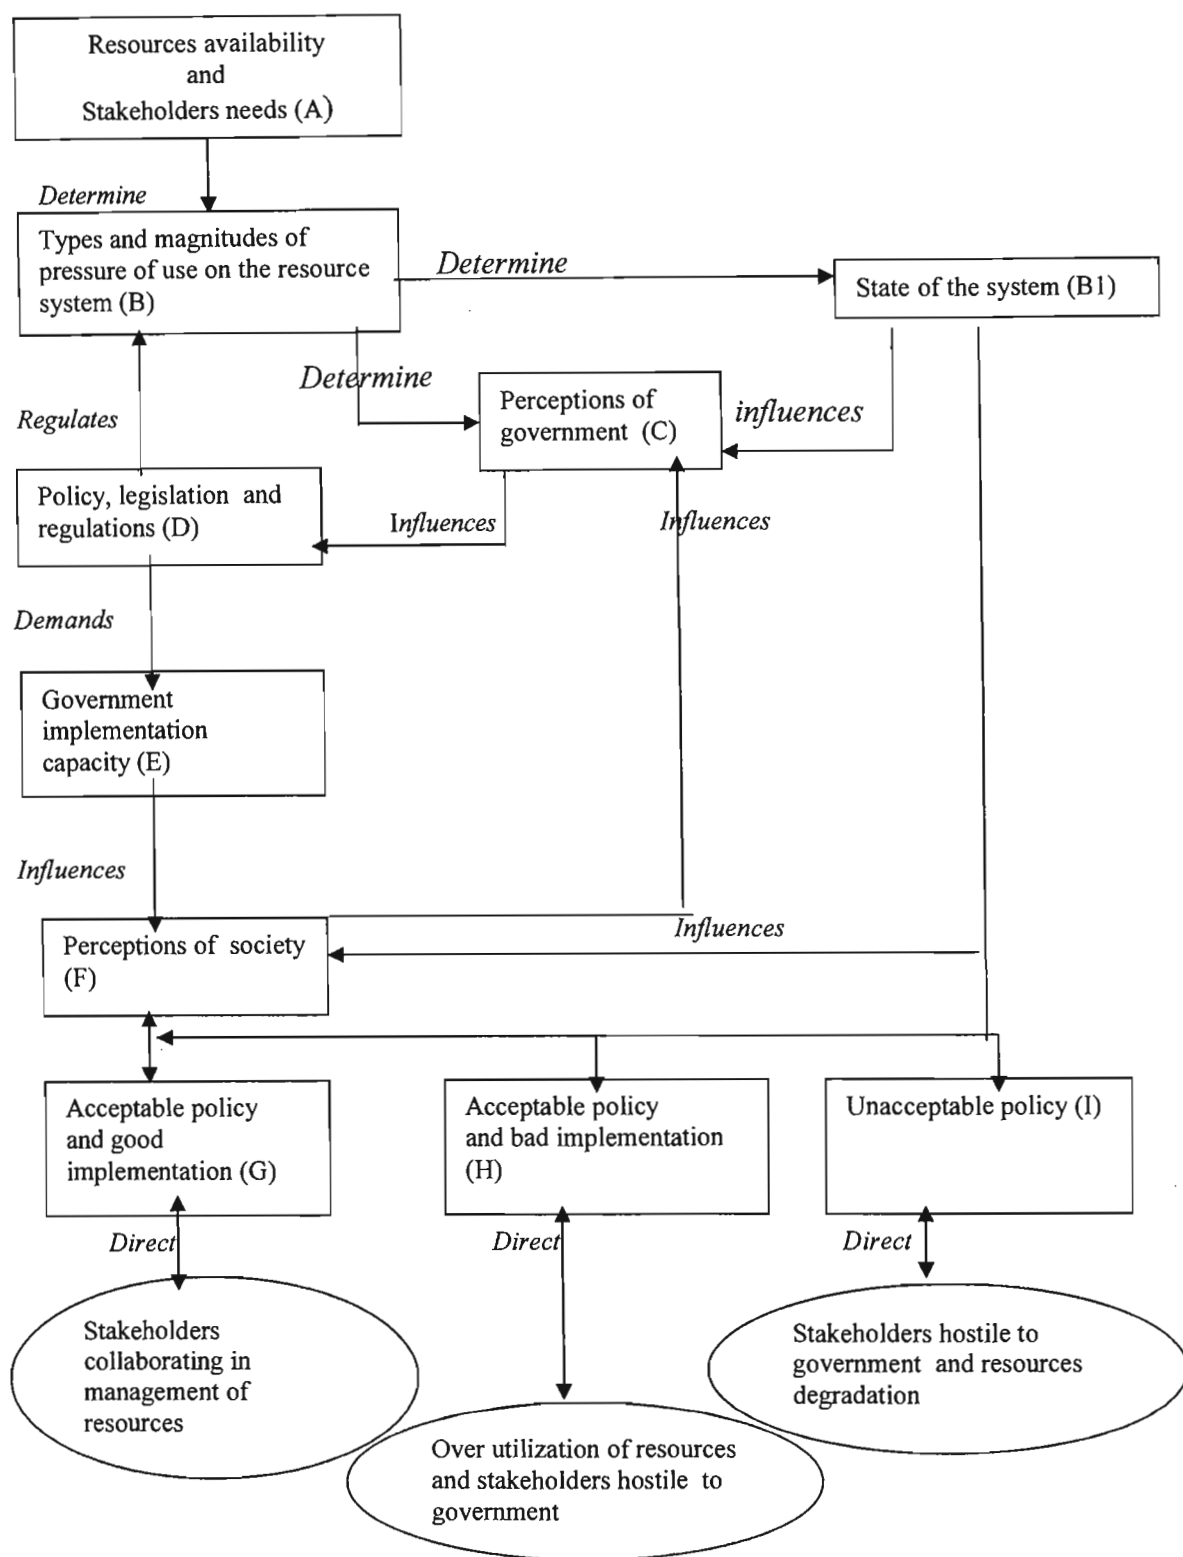 Resources availability
and
Stakeholders needs (A)
Determine
Types and magnitudes of
pressure of use on the resource
system (B)
Determine
State of the system (B1)
Determine
Perceptions of
government (C)
influences
Regulates
Policy, legislation and
regulations (D)
Influences
Influences
Demands
Government
implementation
capacity (E)
Influences
Perceptions of society
(F)
Influences
Acceptable policy
and good
implementation (G)
Acceptable policy
and bad implementation
(H)
Unacceptable policy (I)
Direct
Direct
Direct
Stakeholders
collaborating in
management of
resources
Over utilization of resources
and stakeholders hostile to
government
Stakeholders hostile to
government and resources
degradation